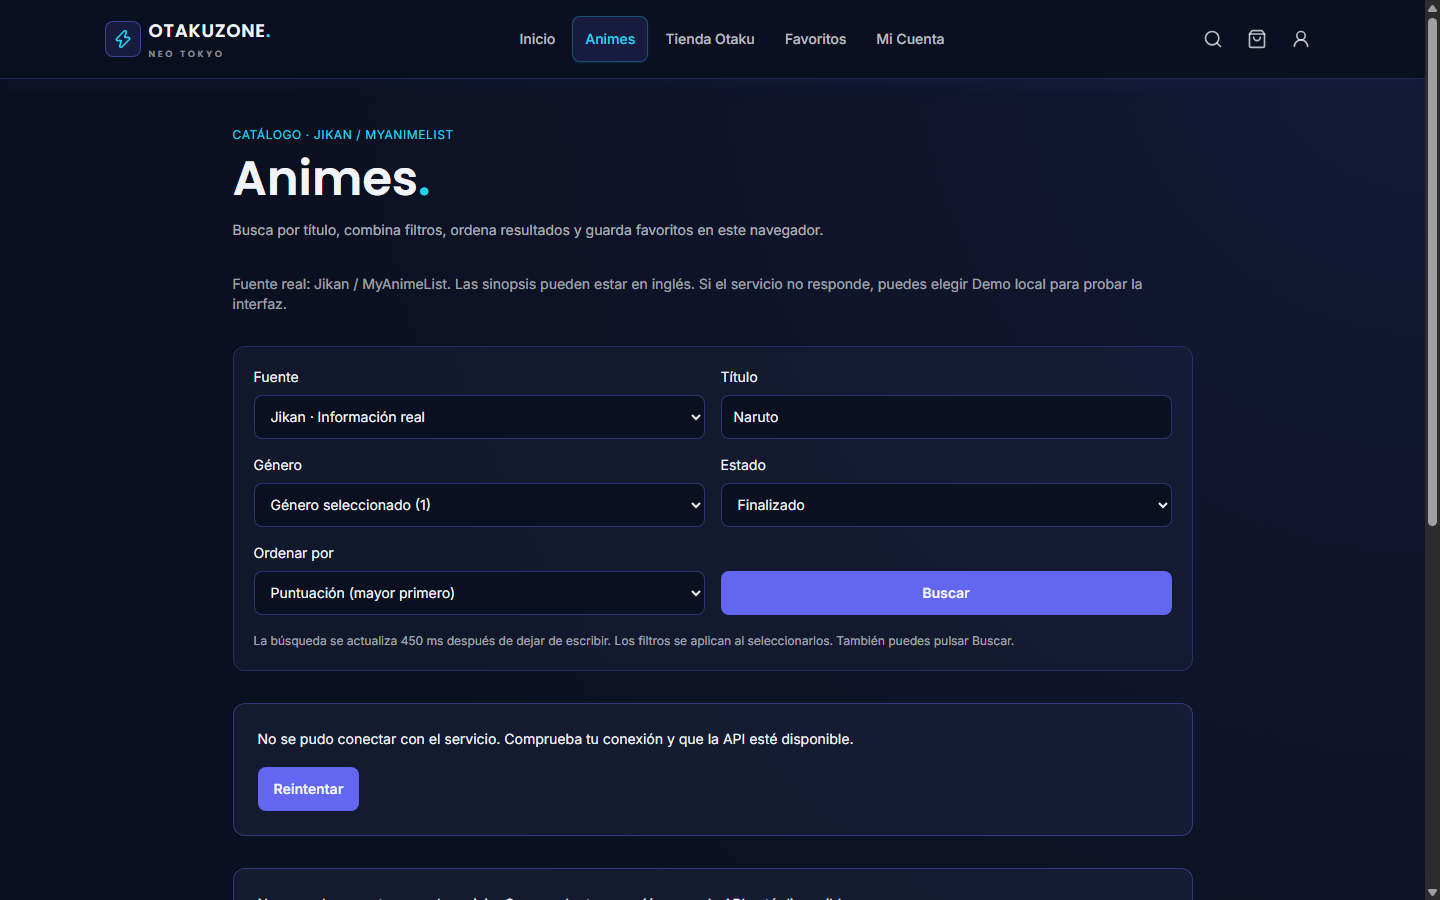 OTAKUZONE.
NEO TOKYO
Inicio
Animes
Tienda Otaku
Favoritos
Mi Cuenta
CATÁLOGO · JIKAN / MYANIMELIST
Animes.
Busca por título, combina filtros, ordena resultados y guarda favoritos en este navegador.
Fuente real: Jikan / MyAnimeList. Las sinopsis pueden estar en inglés. Si el servicio no responde, puedes elegir Demo local para probar la
interfaz.
Fuente
Título
Jikan · Información real
Naruto
Género
Estado
Género seleccionado (1)
Finalizado
Ordenar por
Puntuación (mayor primero)
Buscar
La búsqueda se actualiza 450 ms después de dejar de escribir. Los filtros se aplican al seleccionarlos. También puedes pulsar Buscar.
No se pudo conectar con el servicio. Comprueba tu conexión y que la API esté disponible.
Reintentar